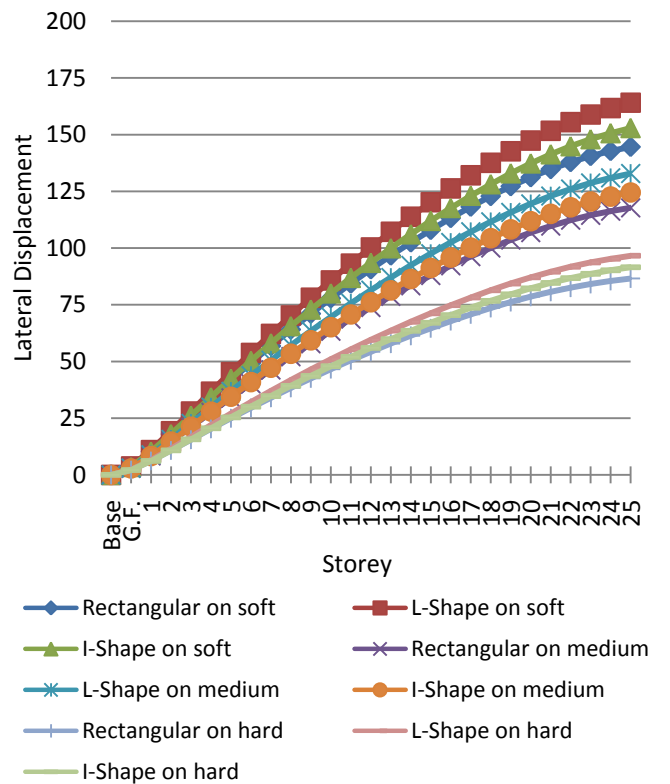 200
175
150
125
100
75
50
25
0
Lateral Displacement
Base
G.F.
1
2
3
4
5
6
7
8
9
10
11
12
13
14
15
16
17
18
19
20
21
22
23
24
25
Storey
Rectangular on soft
L-Shape on soft
I-Shape on soft
Rectangular on medium
L-Shape on medium
I-Shape on medium
Rectangular on hard
L-Shape on hard
I-Shape on hard